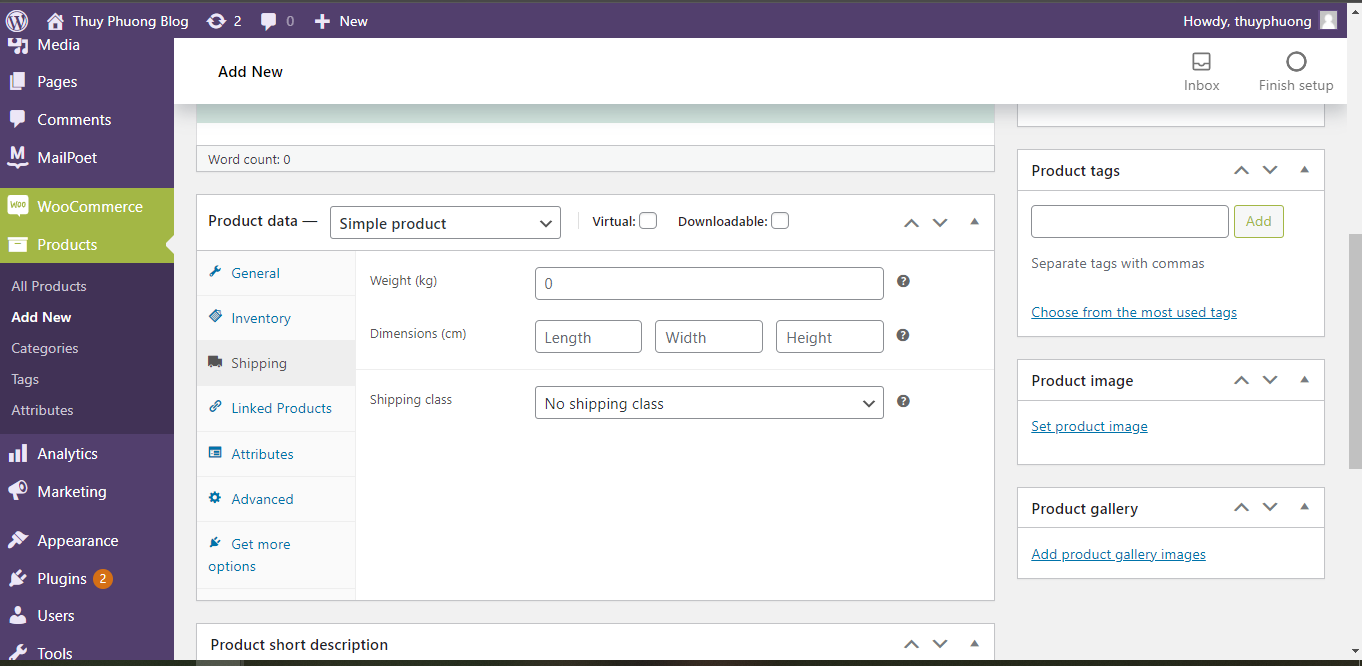 Thuy Phuong Blog 2 0 New Howdy, thuyphuong
Media
Pages
Comments
MailPoet
WooCommerce
Products
All Products
Add New
Categories
Tags
Attributes
Analytics
Marketing
Appearance
Plugins 2
Users
Tools
Add New
Inbox
Finish setup
Word count: 0
Product data — Simple product Virtual: Downloadable:
General
Inventory
Shipping
Linked Products
Attributes
Advanced
Get more
options
Weight (kg) 0
Dimensions (cm) Length Width Height
Shipping class No shipping class
Product short description
Product tags
Add
Separate tags with commas
Choose from the most used tags
Product image
Set product image
Product gallery
Add product gallery images